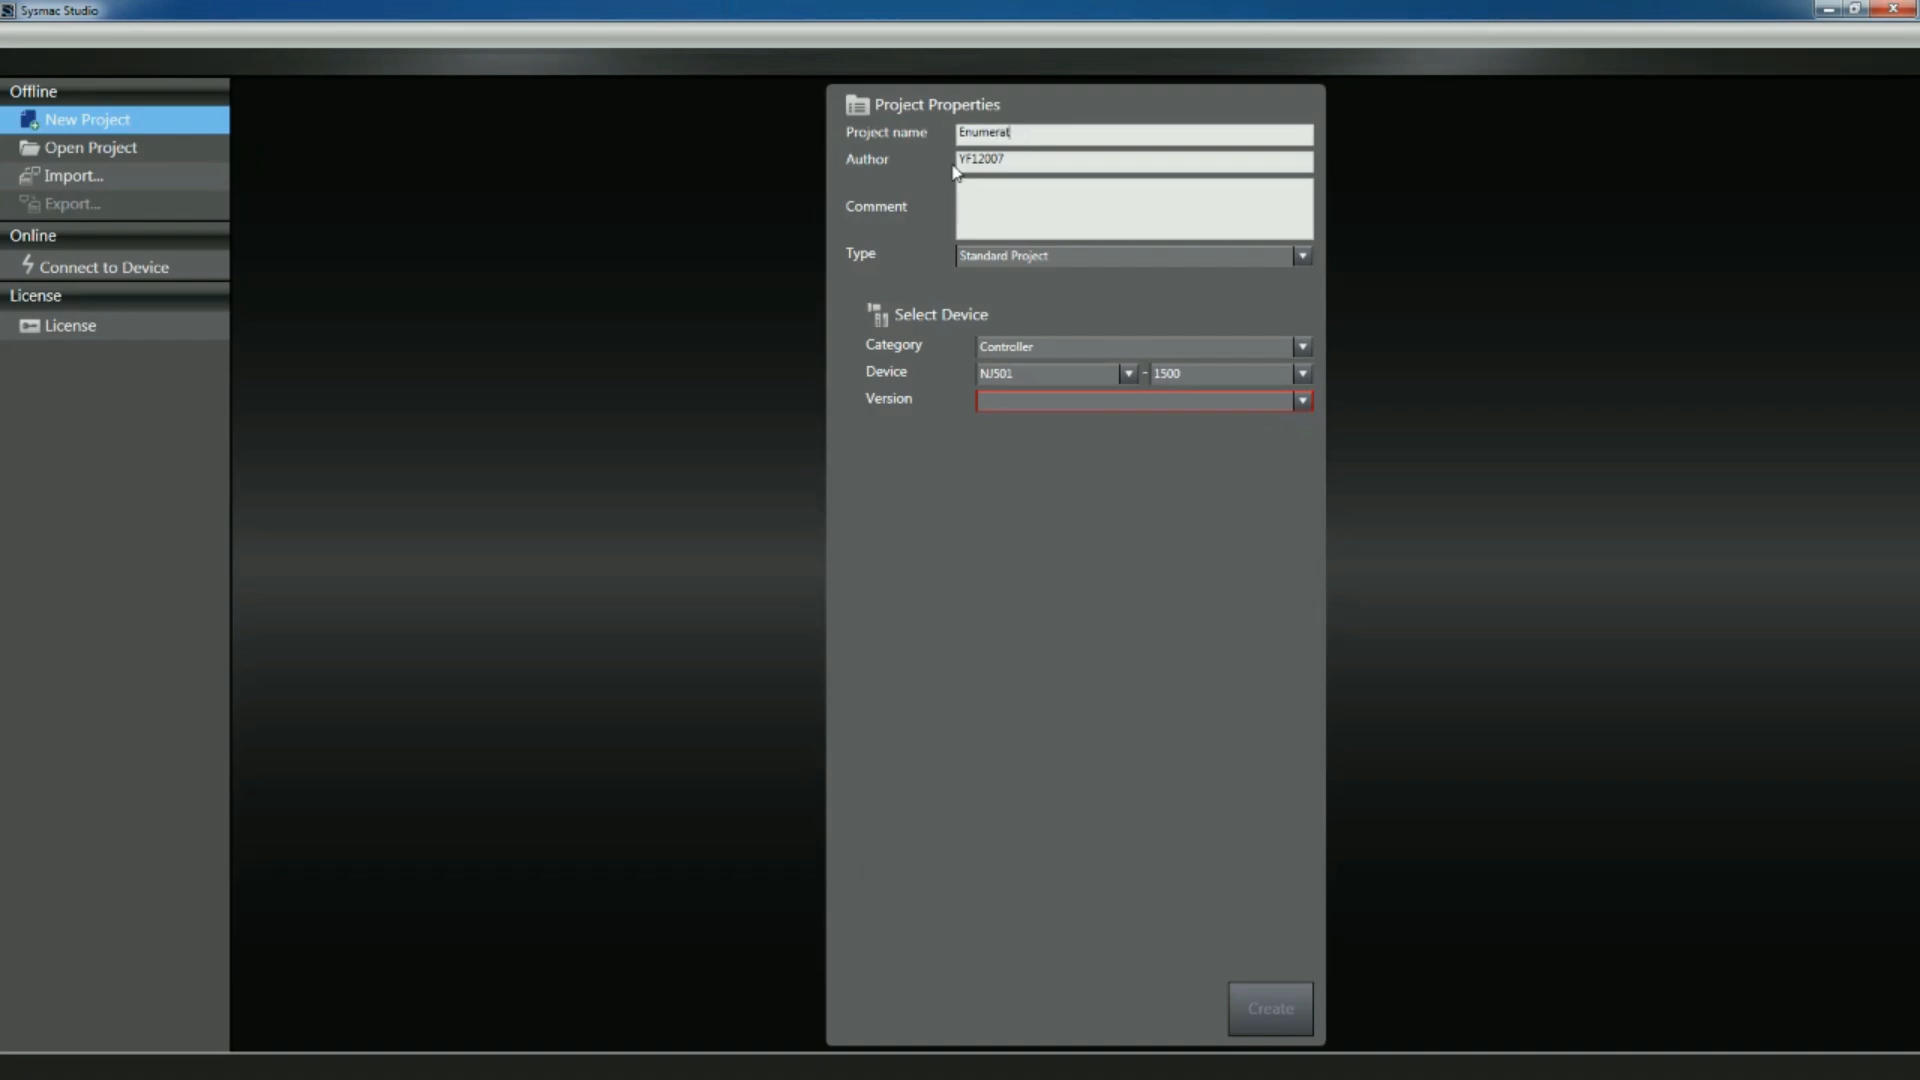 Sysmac Studio
Offline
New Project
Open Project
Import...
Export...
Online
Connect to Device
License
License
Project Properties
Project name Enumerat
Author YF12007
Comment
Type Standard Project
Select Device
Category Controller
Device NJ501 - 1500
Version
Create